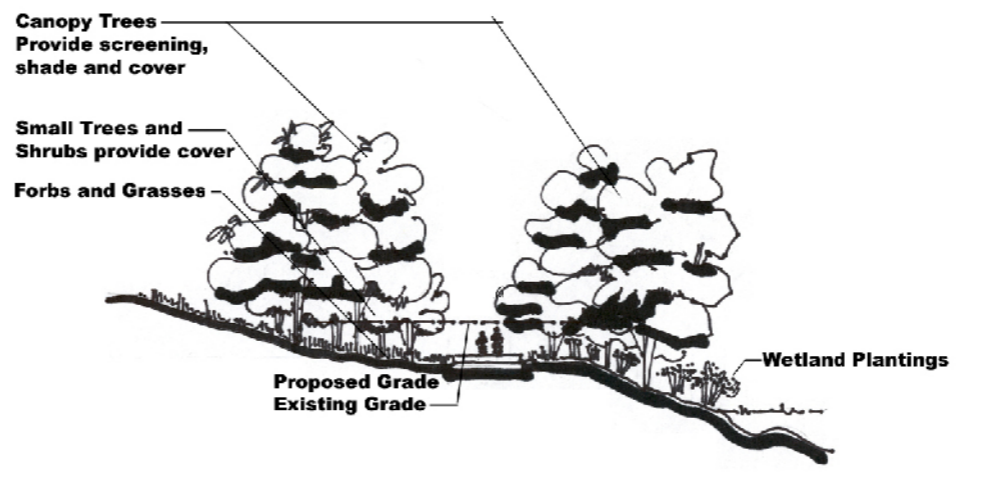 Canopy Trees
Provide screening,
shade and cover
Small Trees and
Shrubs provide cover
Forbs and Grasses
Wetland Plantings
Proposed Grade
Existing Grade